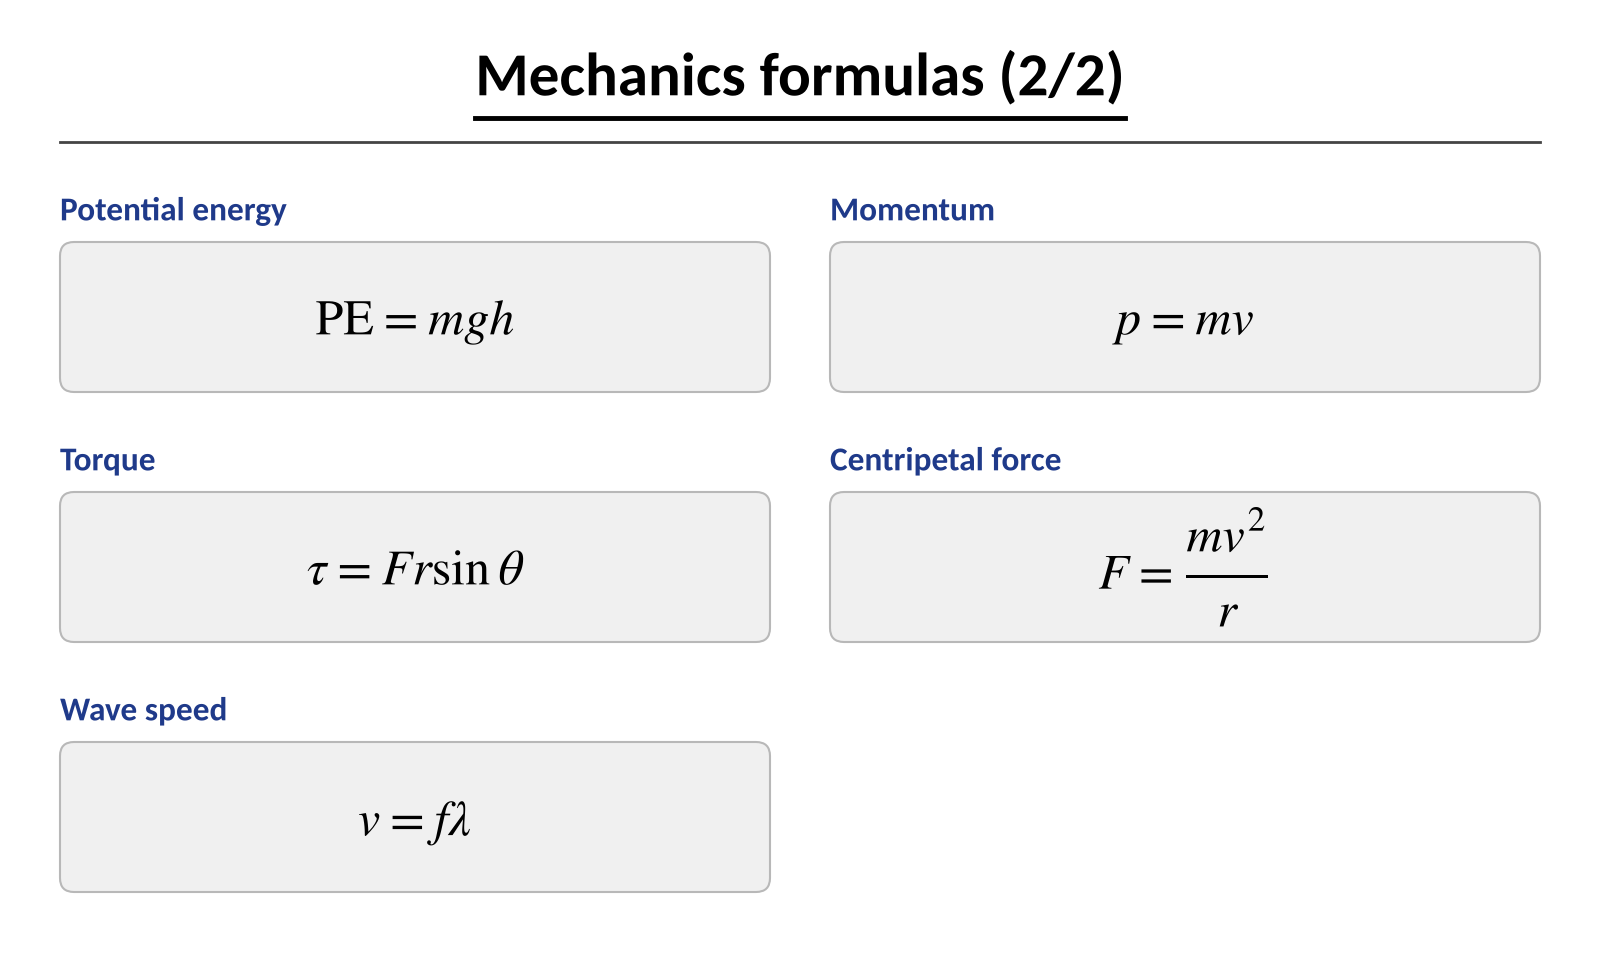 Mechanics formulas (2/2)
Potential energy
PE = mgh
Momentum
p = mv
Torque
τ = Fr sin θ
Centripetal force
F = mv²/r
Wave speed
v = fλ